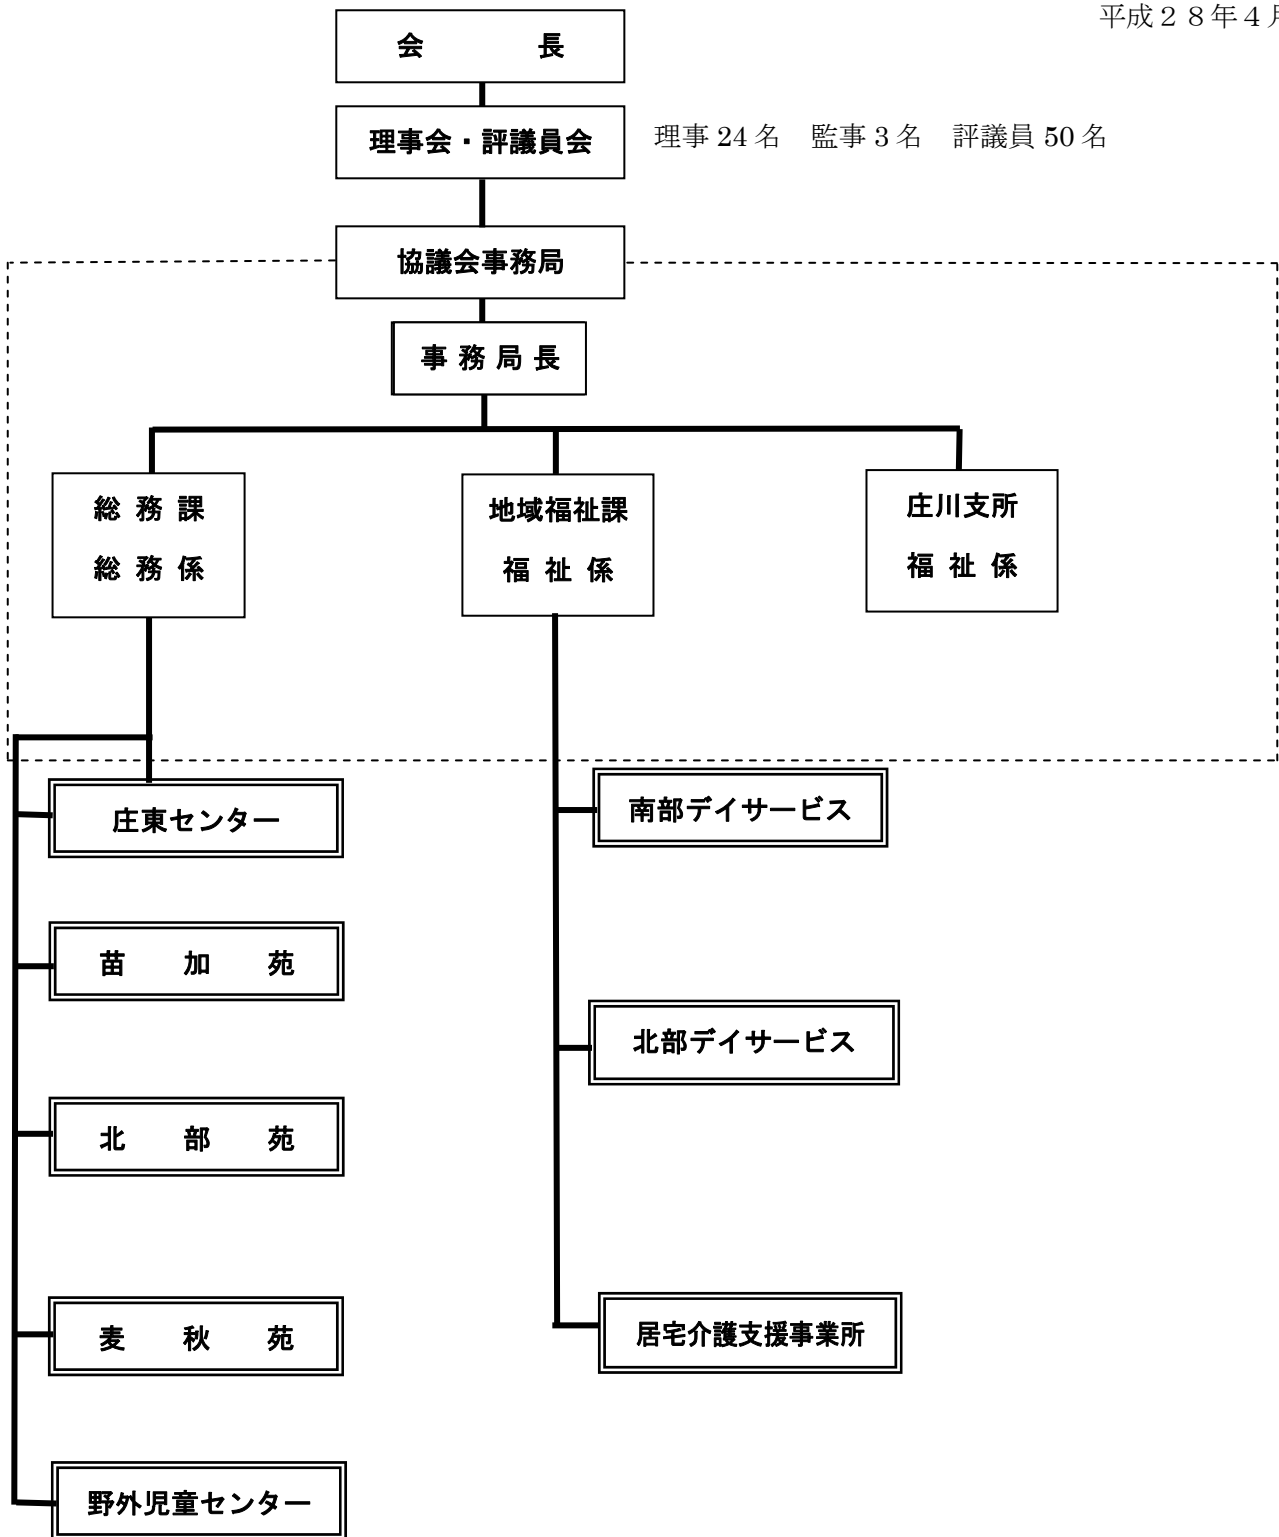 平成２８年４月
会　長
理事会・評議員会
理事 24 名　監事 3 名　評議員 50 名
協議会事務局
事 務 局 長
総 務 課
総 務 係
地域福祉課
福 祉 係
庄川支所
福 祉 係
庄東センター
南部デイサービス
苗　加　苑
北部デイサービス
北　部　苑
麦　秋　苑
居宅介護支援事業所
野外児童センター